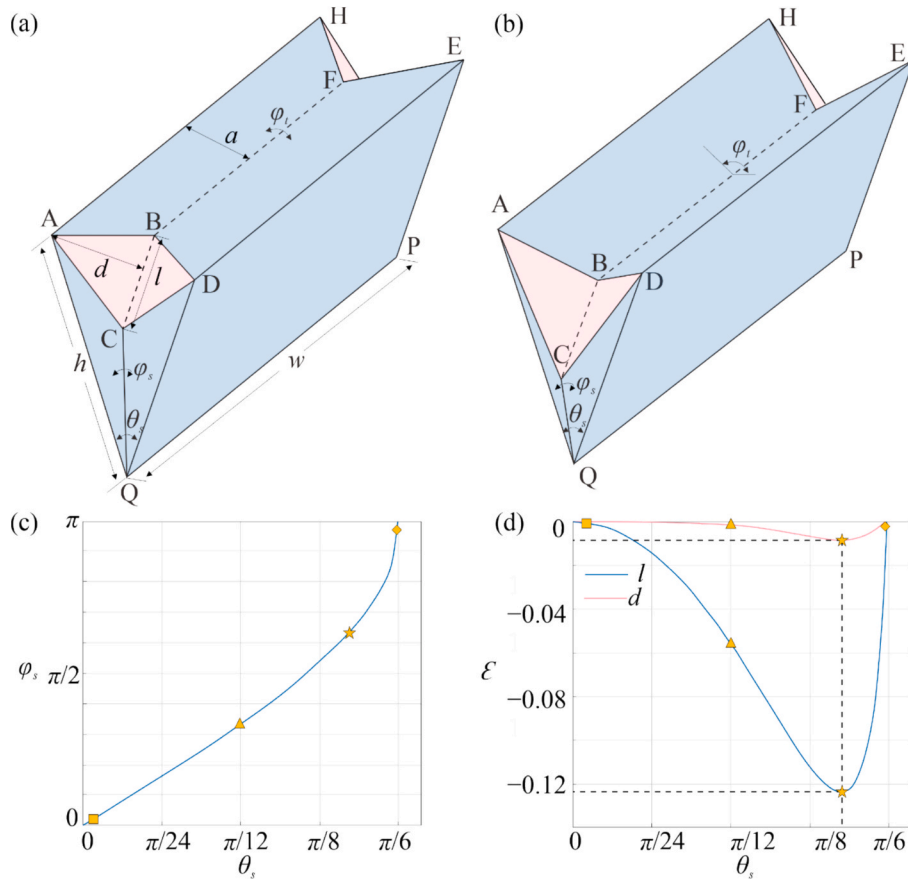 (a)
H
E
F
φₜ
a
A
B
P
d
l
D
C
h
φₛ
w
θₛ
Q
(b)
H
E
F
φₜ
A
B
P
D
C
φₛ
θₛ
Q
(c)
π
φₛ
π/2
0
0
π/24
π/12
π/8
π/6
θₛ
(d)
0
l
d
−0.04
ℰ
−0.08
−0.12
0
π/24
π/12
π/8
π/6
θₛ